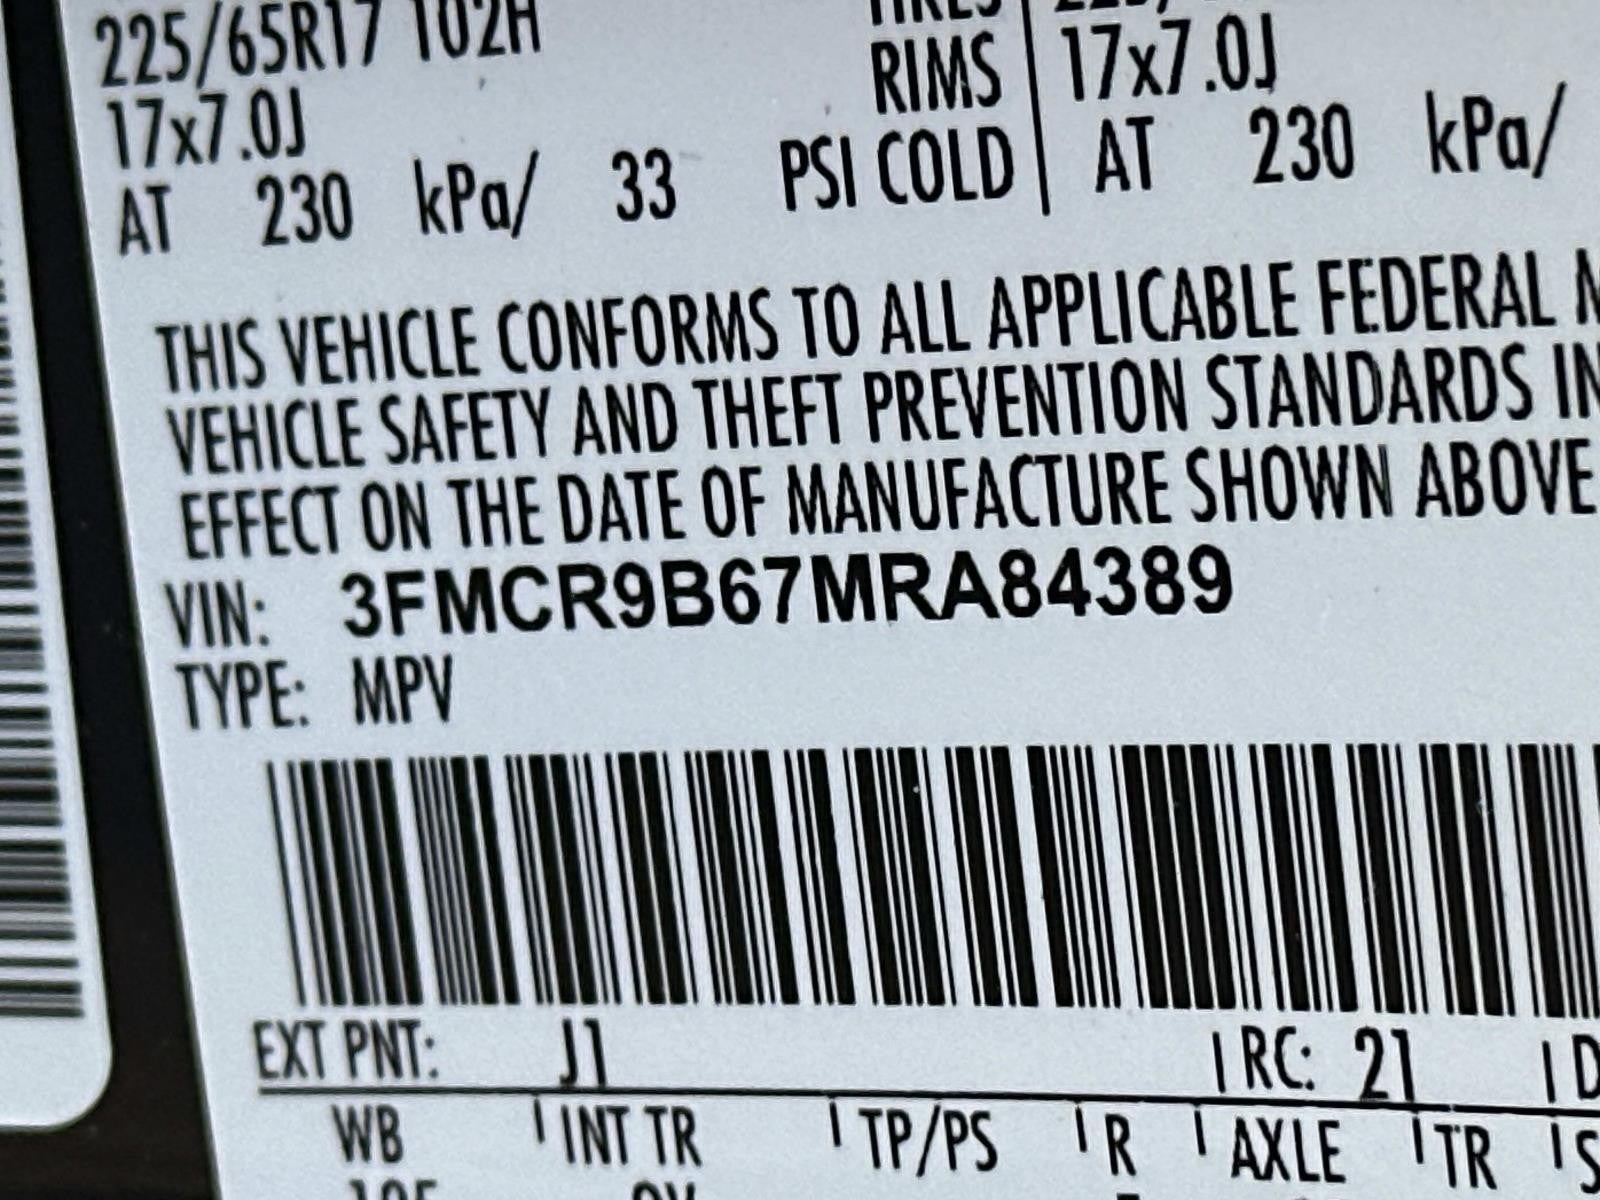 225/65R17 102H TIRES
17x7.0J RIMS 17x7.0J
AT 230 kPa/ 33 PSI COLD AT 230 kPa/
THIS VEHICLE CONFORMS TO ALL APPLICABLE FEDERAL M
VEHICLE SAFETY AND THEFT PREVENTION STANDARDS IN
EFFECT ON THE DATE OF MANUFACTURE SHOWN ABOVE
VIN: 3FMCR9B67MRA84389
TYPE: MPV
EXT PNT: J1 RC: 21 D
WB INT TR TP/PS R AXLE TR S